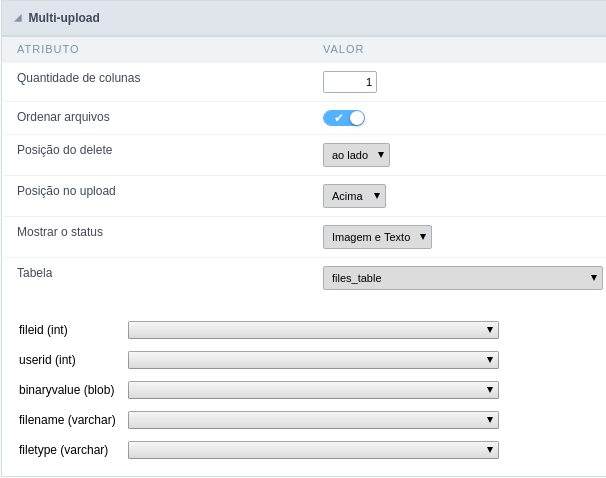 Multi-upload
ATRIBUTO VALOR
Quantidade de colunas 1
Ordenar arquivos
Posição do delete ao lado
Posição no upload Acima
Mostrar o status Imagem e Texto
Tabela files_table
fileid (int)
userid (int)
binaryvalue (blob)
filename (varchar)
filetype (varchar)